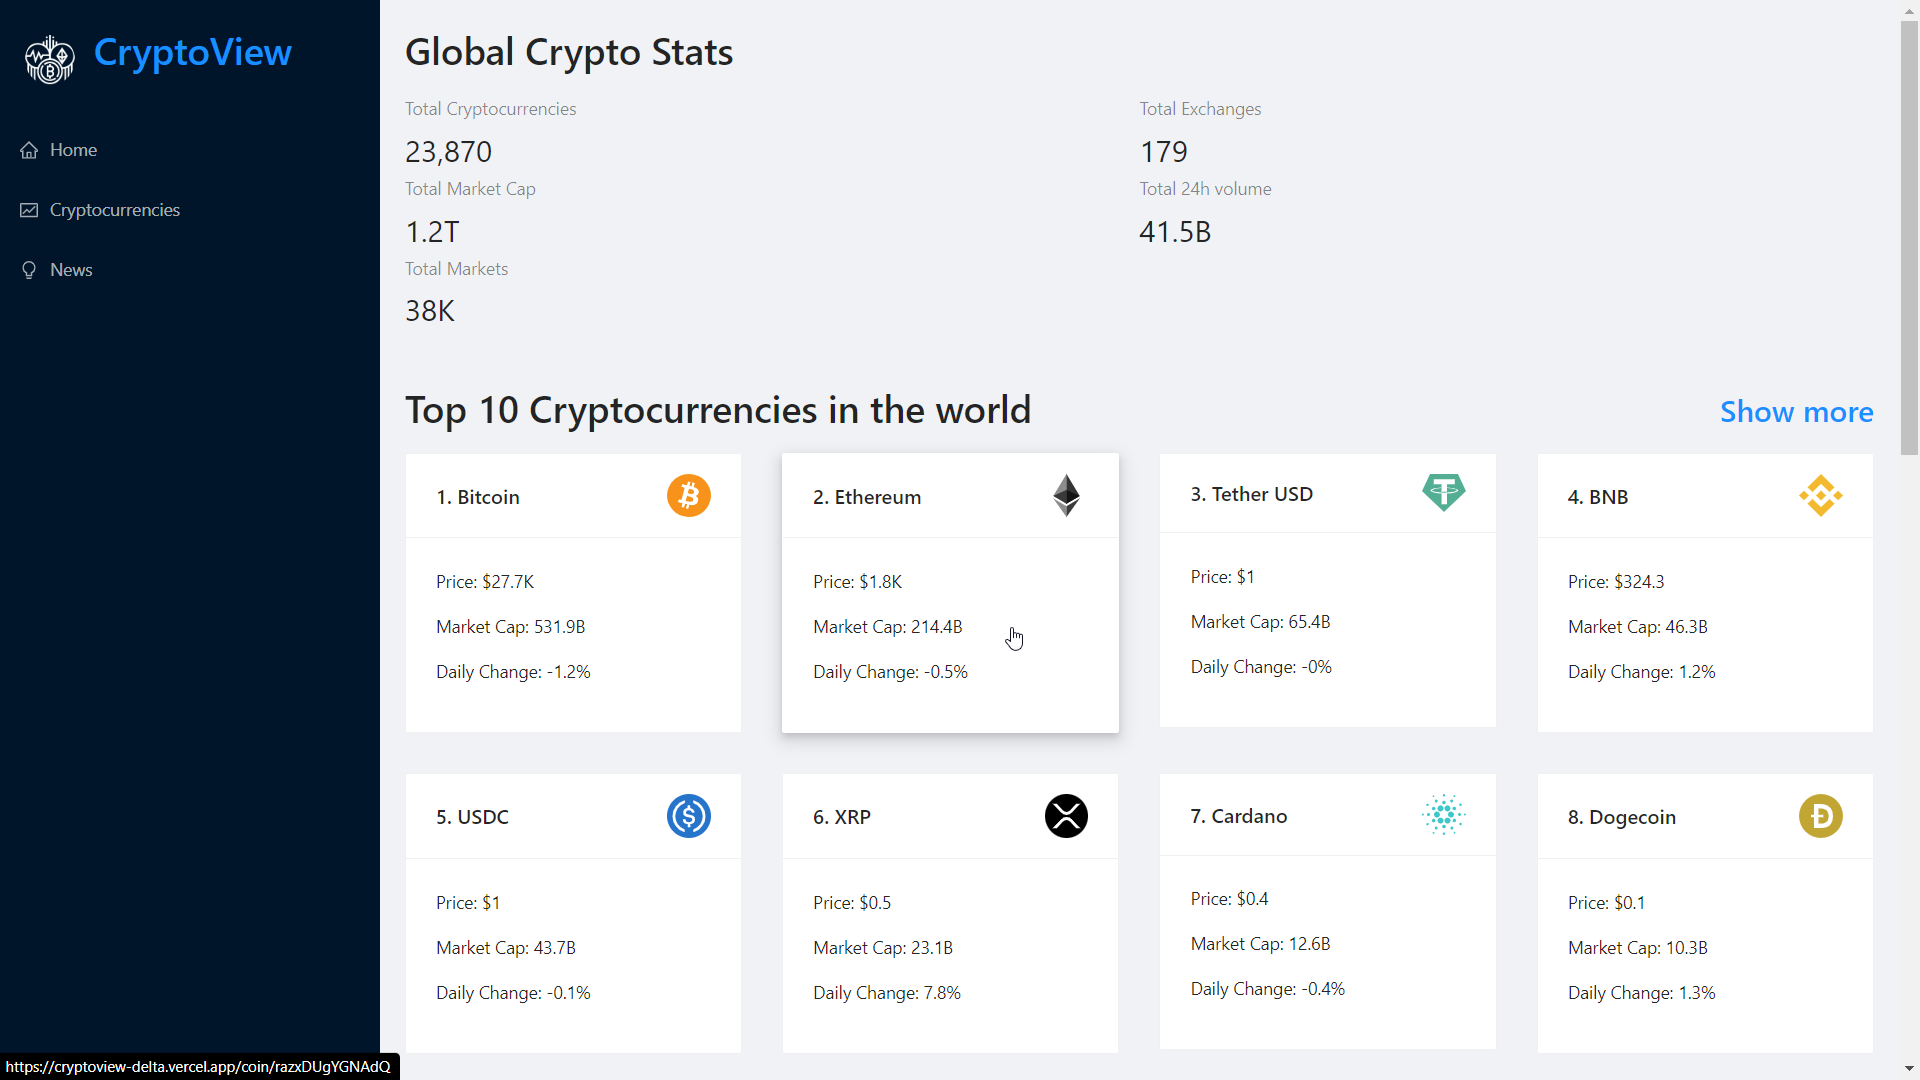 CryptoView
Home
Cryptocurrencies
News
Global Crypto Stats
Total Cryptocurrencies
23,870
Total Exchanges
179
Total Market Cap
1.2T
Total 24h volume
41.5B
Total Markets
38K
Top 10 Cryptocurrencies in the world
Show more
1. Bitcoin
Price: $27.7K
Market Cap: 531.9B
Daily Change: -1.2%
2. Ethereum
Price: $1.8K
Market Cap: 214.4B
Daily Change: -0.5%
3. Tether USD
Price: $1
Market Cap: 65.4B
Daily Change: -0%
4. BNB
Price: $324.3
Market Cap: 46.3B
Daily Change: 1.2%
5. USDC
Price: $1
Market Cap: 43.7B
Daily Change: -0.1%
6. XRP
Price: $0.5
Market Cap: 23.1B
Daily Change: 7.8%
7. Cardano
Price: $0.4
Market Cap: 12.6B
Daily Change: -0.4%
8. Dogecoin
Price: $0.1
Market Cap: 10.3B
Daily Change: 1.3%
https://cryptoview-delta.vercel.app/coin/razxDUgYGNAdQ